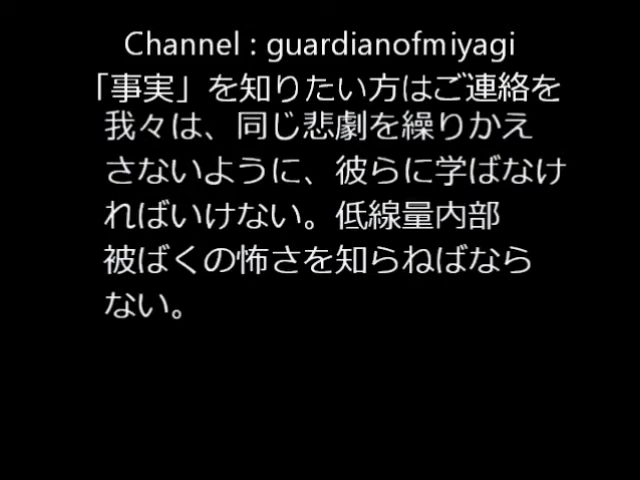 Channel : guardianofmiyagi
「事実」を知りたい方はご連絡を
我々は、同じ悲劇を繰りかえ
さないように、彼らに学ばなけ
ればいけない。低線量内部
被ばくの怖さを知らねばなら
ない。